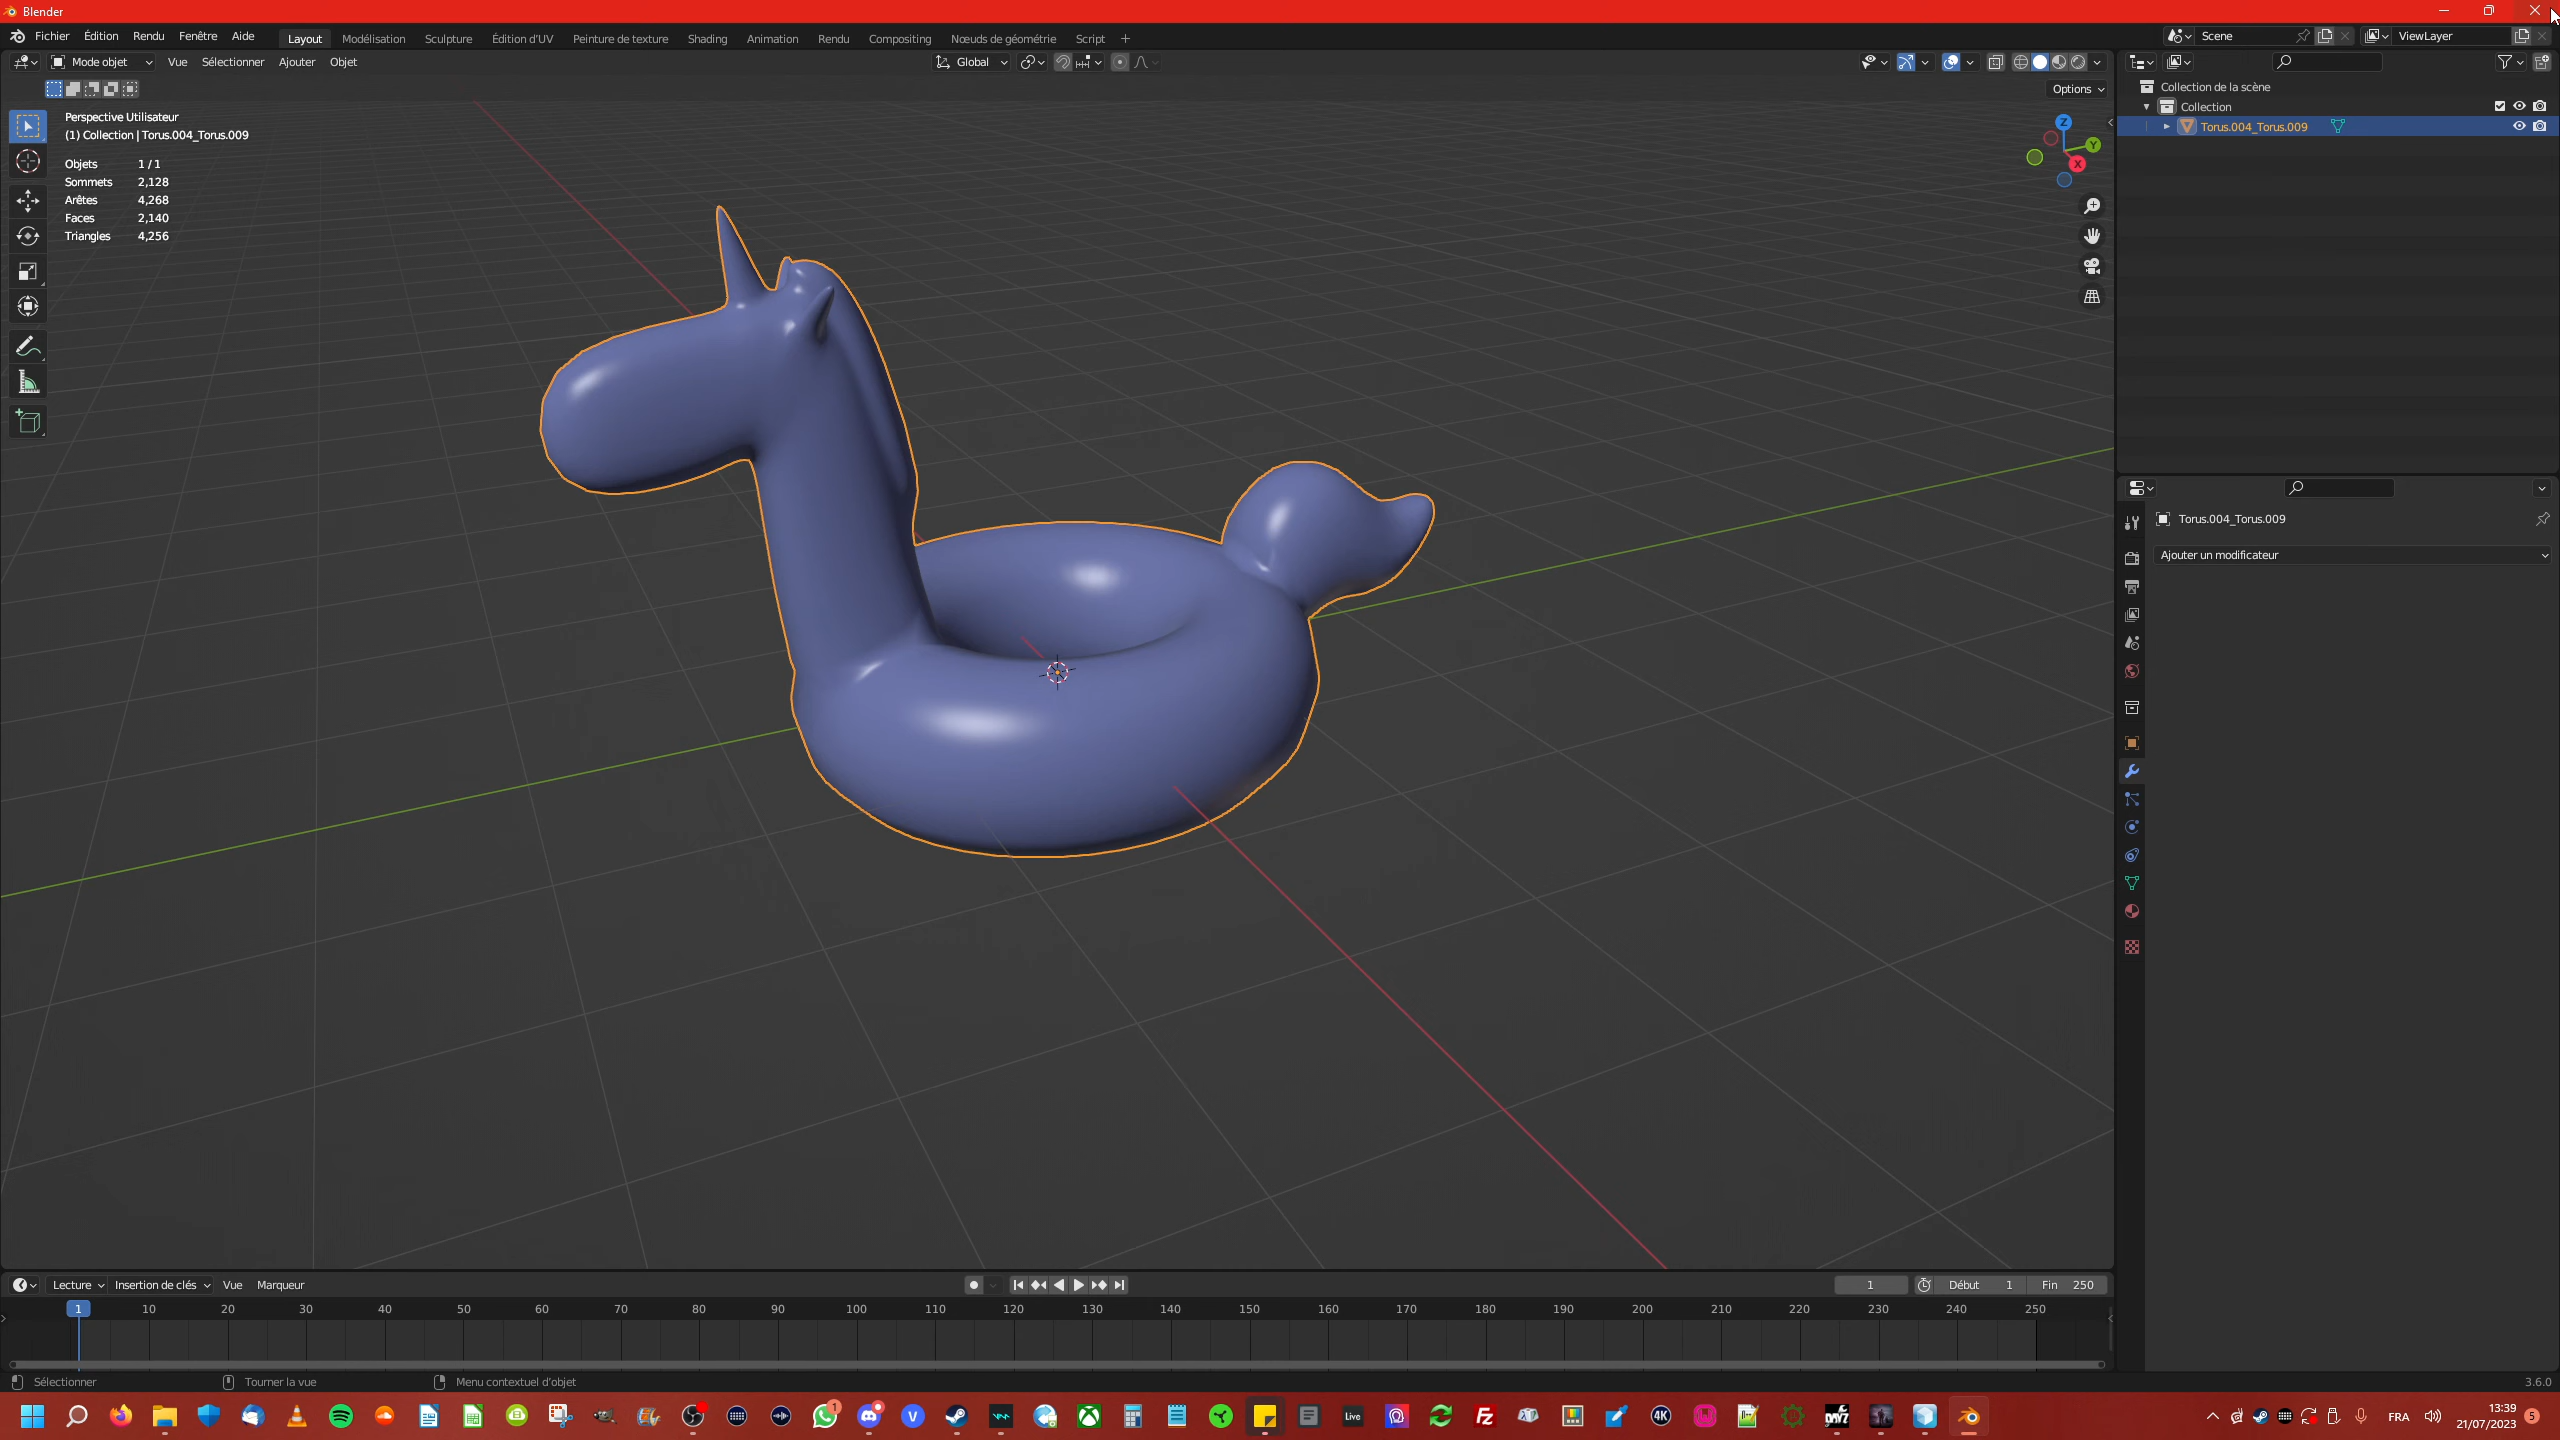 Blender
Fichier Édition Rendu Fenêtre Aide Layout Modélisation Sculpture Édition d'UV Peinture de texture Shading Animation Rendu Compositing Nœuds de géométrie Script + Scene ViewLayer
Mode objet Vue Sélectionner Ajouter Objet Global
Options
Perspective Utilisateur
(1) Collection | Torus.004_Torus.009
Objets 1 / 1
Sommets 2,128
Arêtes 4,268
Faces 2,140
Triangles 4,256
Z
Y
X
Collection de la scène
Collection
Torus.004_Torus.009
Torus.004_Torus.009
Ajouter un modificateur
Lecture Insertion de clés Vue Marqueur 1 Début 1 Fin 250
1 10 20 30 40 50 60 70 80 90 100 110 120 130 140 150 160 170 180 190 200 210 220 230 240 250
Sélectionner Tourner la vue Menu contextuel d'objet 3.6.0
1 V Live Fz 4K DAYZ FRA 13:39 5
21/07/2023